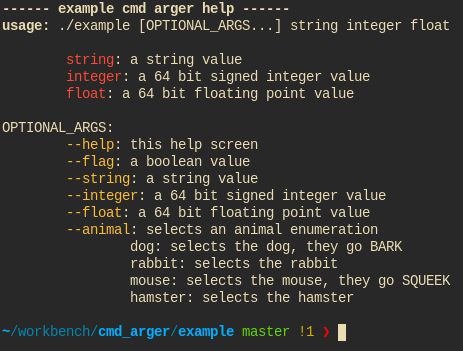 ------ example cmd arger help ------
usage: ./example [OPTIONAL_ARGS...] string integer float
string: a string value
integer: a 64 bit signed integer value
float: a 64 bit floating point value
OPTIONAL_ARGS:
--help: this help screen
--flag: a boolean value
--string: a string value
--integer: a 64 bit signed integer value
--float: a 64 bit floating point value
--animal: selects an animal enumeration
dog: selects the dog, they go BARK
rabbit: selects the rabbit
mouse: selects the mouse, they go SQUEEK
hamster: selects the hamster
~/workbench/cmd_arger/example master !1 ❯